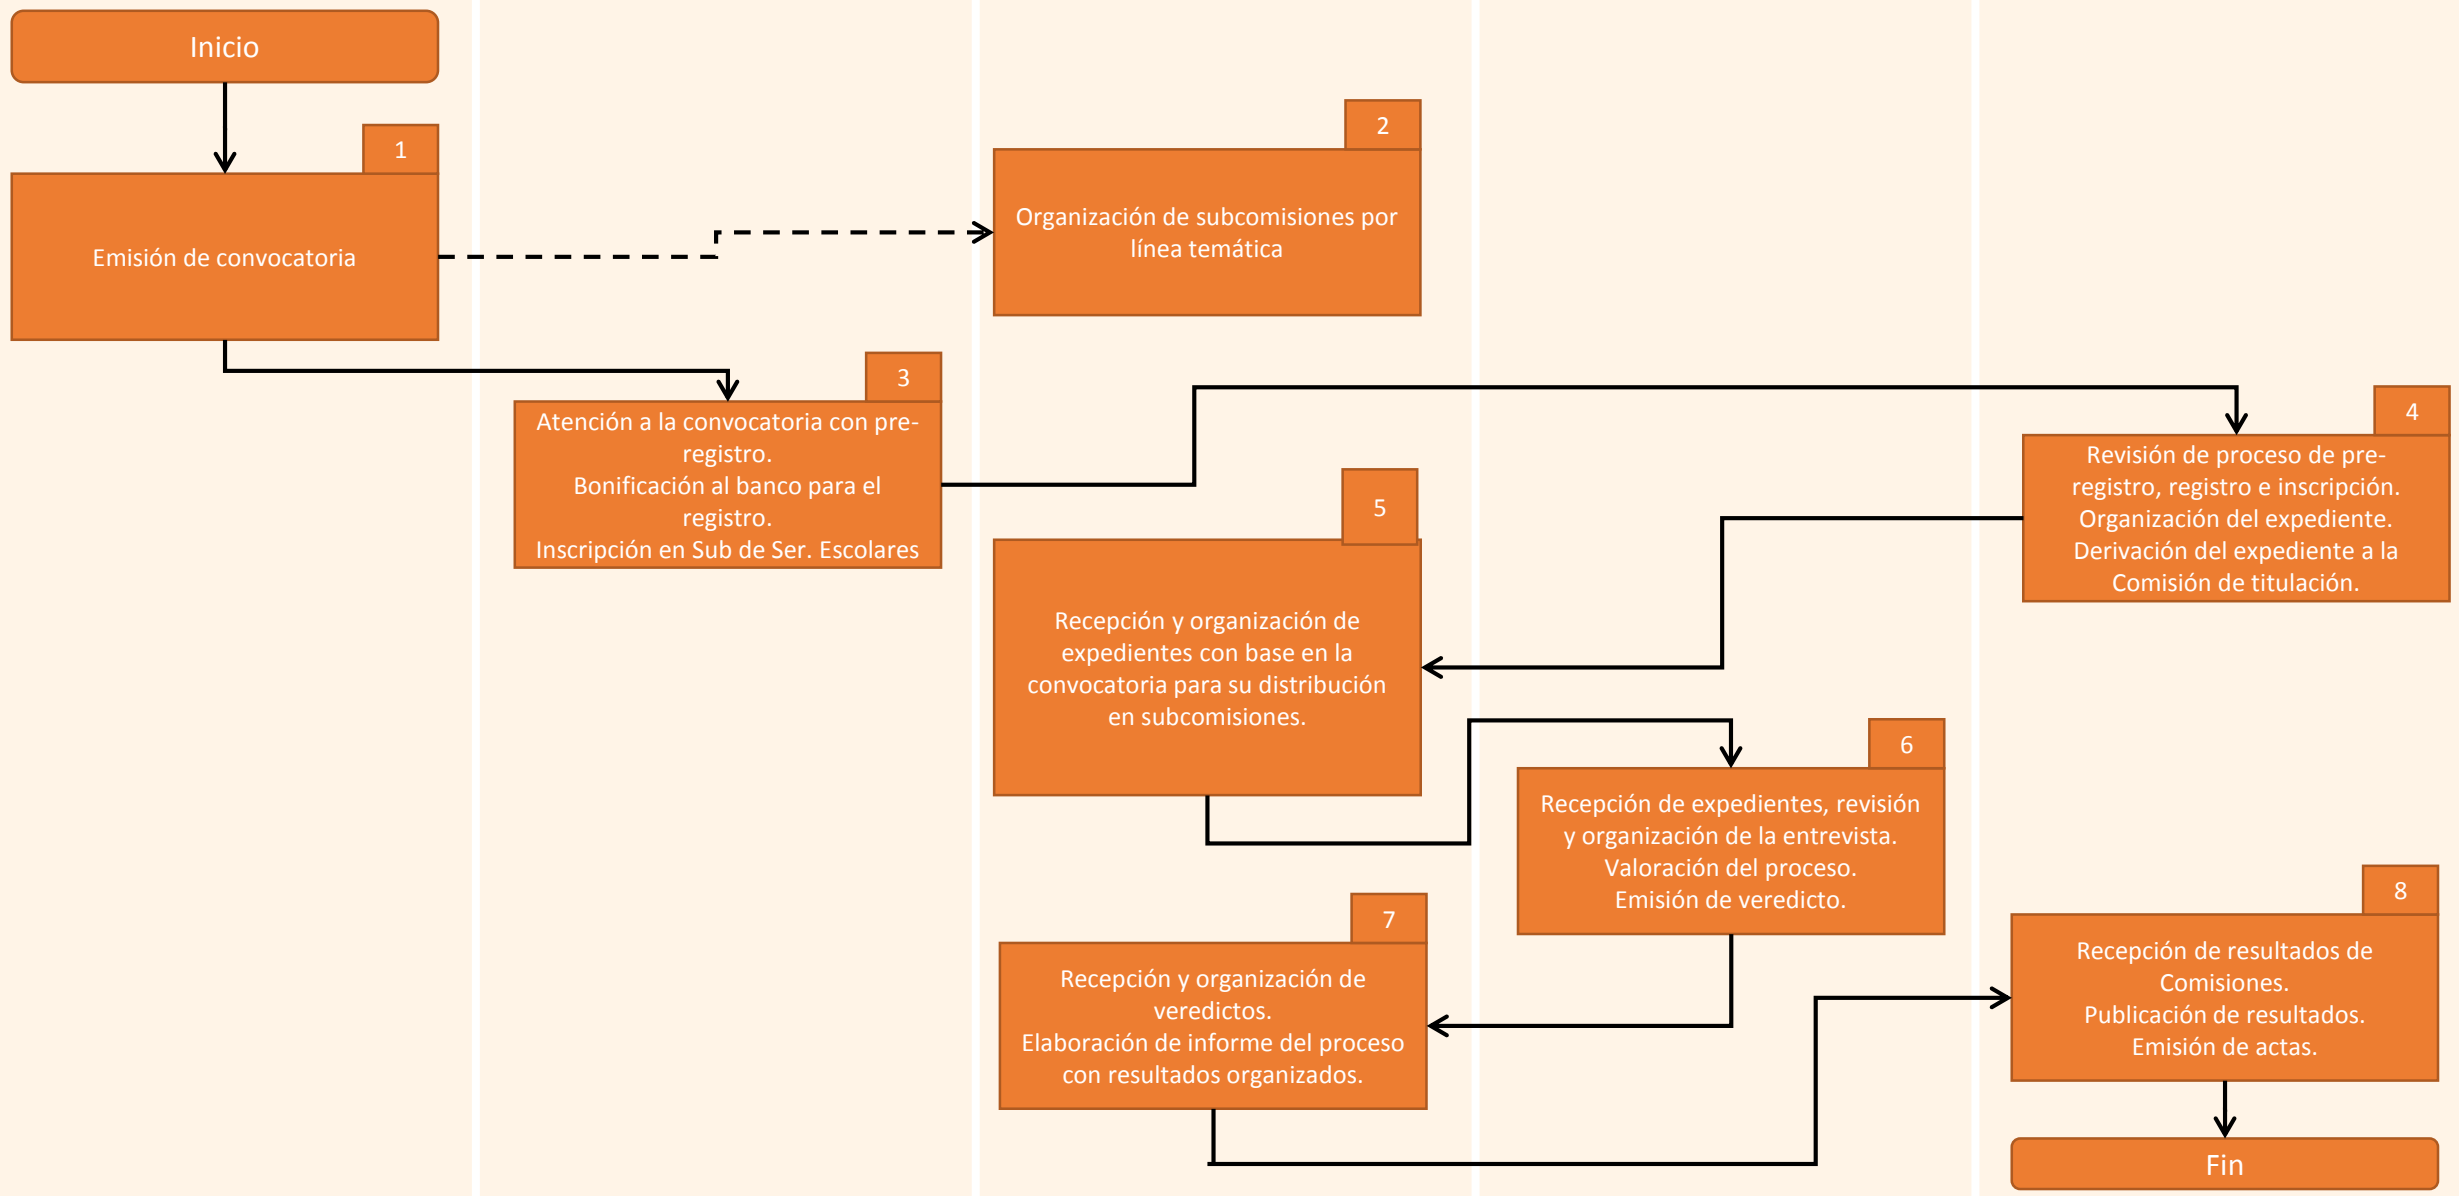 Inicio
1
Emisión de convocatoria
2
Organización de subcomisiones por
línea temática
3
Atención a la convocatoria con pre-
registro.
Bonificación al banco para el
registro.
Inscripción en Sub de Ser. Escolares
4
Revisión de proceso de pre-
registro, registro e inscripción.
Organización del expediente.
Derivación del expediente a la
Comisión de titulación.
5
Recepción y organización de
expedientes con base en la
convocatoria para su distribución
en subcomisiones.
6
Recepción de expedientes, revisión
y organización de la entrevista.
Valoración del proceso.
Emisión de veredicto.
7
Recepción y organización de
veredictos.
Elaboración de informe del proceso
con resultados organizados.
8
Recepción de resultados de
Comisiones.
Publicación de resultados.
Emisión de actas.
Fin